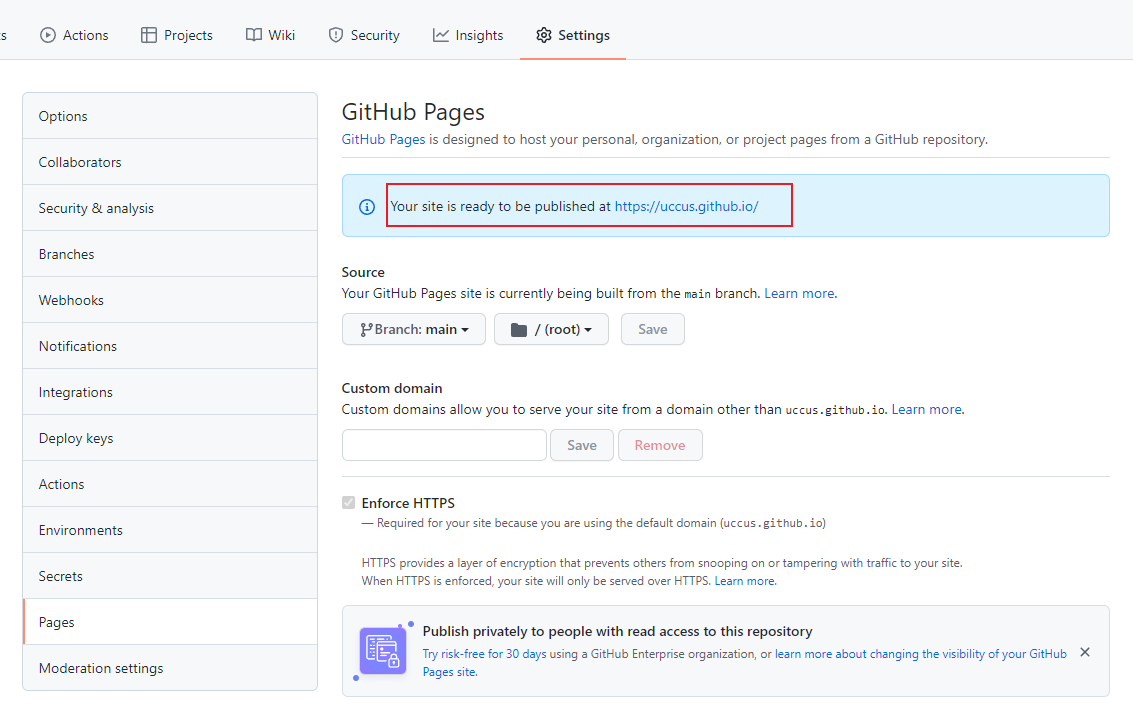 s Actions Projects Wiki Security Insights Settings
Options
Collaborators
Security & analysis
Branches
Webhooks
Notifications
Integrations
Deploy keys
Actions
Environments
Secrets
Pages
Moderation settings
GitHub Pages
GitHub Pages is designed to host your personal, organization, or project pages from a GitHub repository.
Your site is ready to be published at https://uccus.github.io/
Source
Your GitHub Pages site is currently being built from the main branch. Learn more.
Branch: main / (root) Save
Custom domain
Custom domains allow you to serve your site from a domain other than uccus.github.io. Learn more.
Save Remove
Enforce HTTPS
— Required for your site because you are using the default domain (uccus.github.io)
HTTPS provides a layer of encryption that prevents others from snooping on or tampering with traffic to your site.
When HTTPS is enforced, your site will only be served over HTTPS. Learn more.
Publish privately to people with read access to this repository
Try risk-free for 30 days using a GitHub Enterprise organization, or learn more about changing the visibility of your GitHub
Pages site.